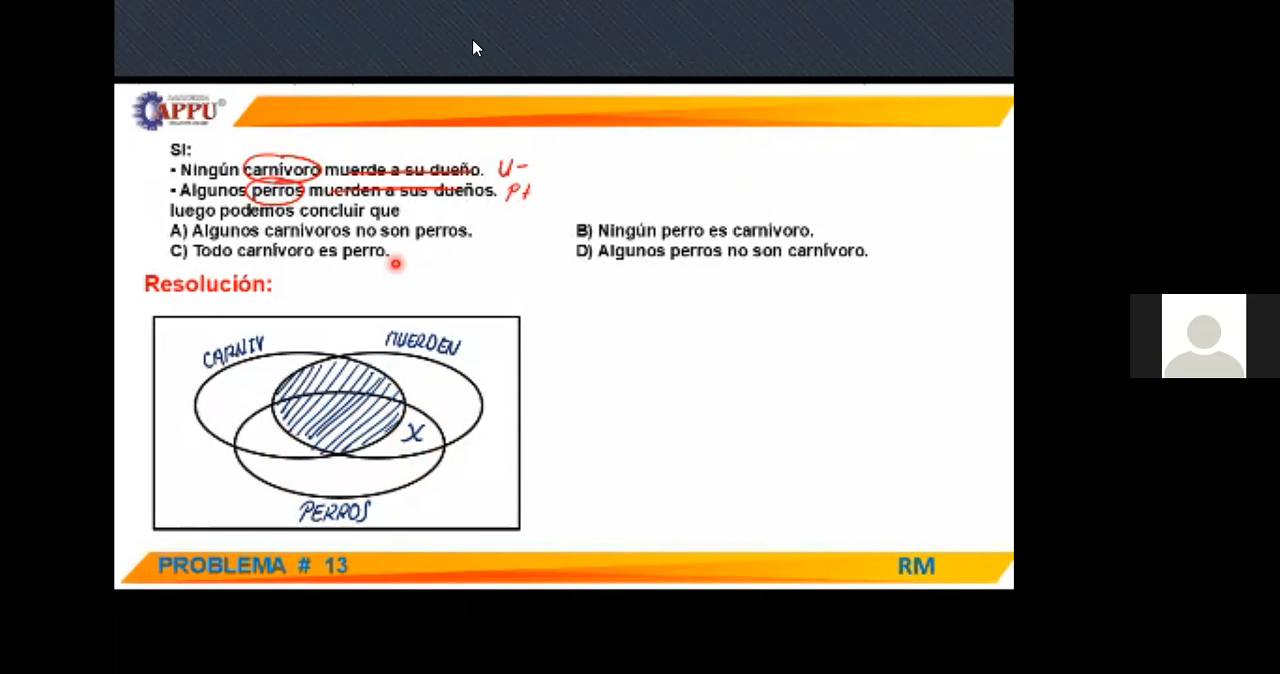 APPU
SI:
- Ningún carnívoro muerde a su dueño. U-
- Algunos perros muerden a sus dueños. P+
luego podemos concluir que
A) Algunos carnivoros no son perros. B) Ningún perro es carnivoro.
C) Todo carnívoro es perro. D) Algunos perros no son carnívoro.
Resolución:
CARNIV MUERDEN
X
PERROS
PROBLEMA # 13 RM